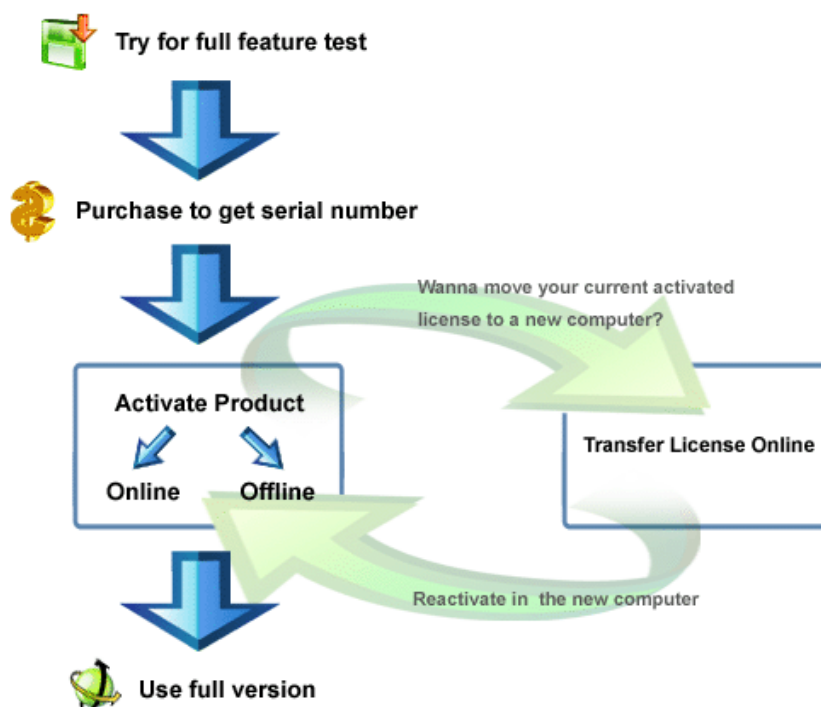 Try for full feature test
Purchase to get serial number
Wanna move your current activated
license to a new computer?
Activate Product
Online
Offline
Transfer License Online
Reactivate in the new computer
Use full version